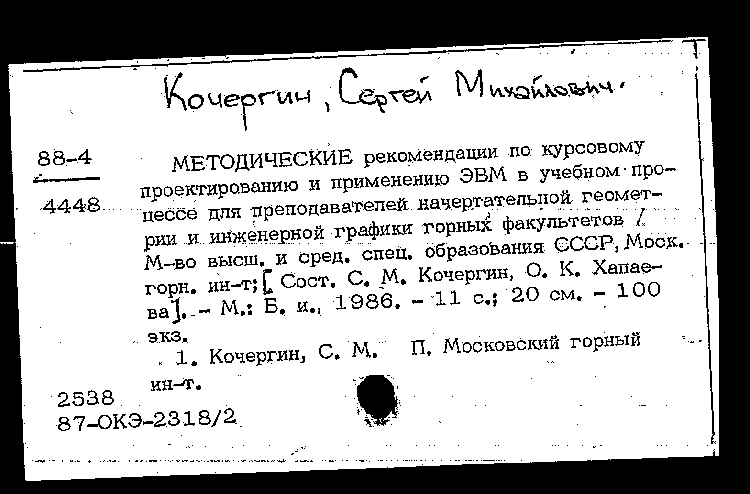 Кочергин, Сергей Михайлович.
88-4
4448
МЕТОДИЧЕСКИЕ рекомендации по курсовому
проектированию и применению ЭВМ в учебном про-
цессе для преподавателей начертательной геомет-
рии и инженерной графики горных факультетов /
М-во высш. и сред. спец. образования СССР, Моск.
горн. ин-т; [ Сост. С. М. Кочергин, О. К. Хапае-
ва]. - М.: Б. и., 1986. - 11 с.; 20 см. - 100
экз.
1. Кочергин, С. М. П. Московский горный
ин-т.
2538
87-ОКЭ-2318/2